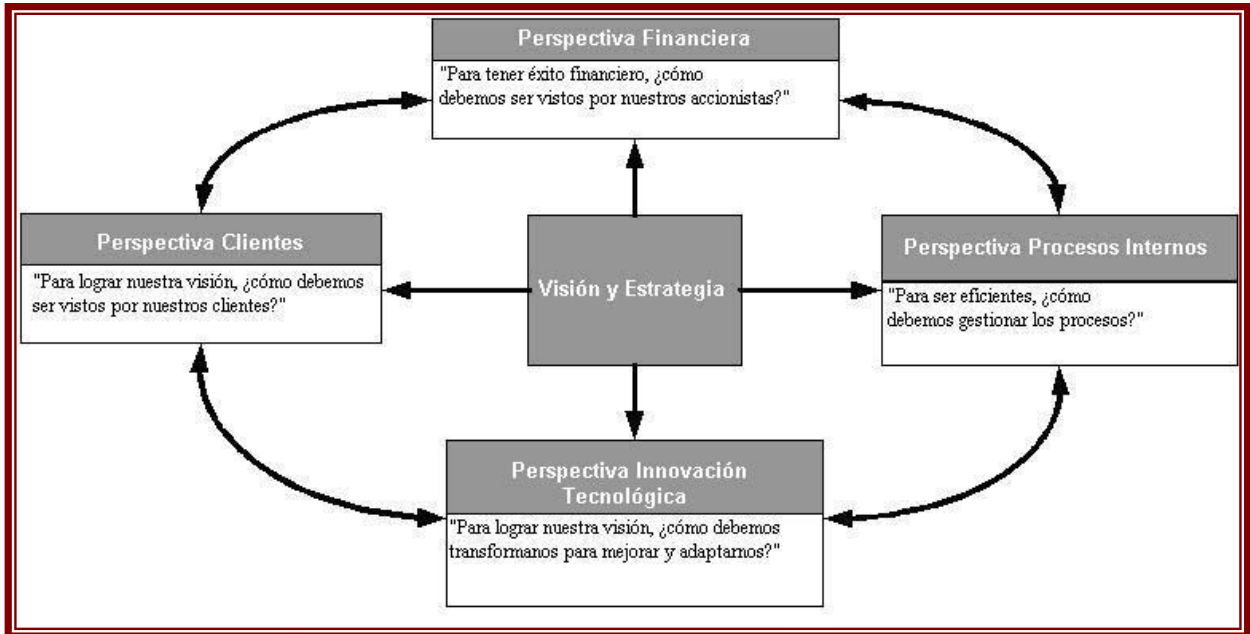 Perspectiva Financiera
"Para tener éxito financiero, ¿cómo
debemos ser vistos por nuestros accionistas?"
Perspectiva Clientes
"Para lograr nuestra visión, ¿cómo debemos
ser vistos por nuestros clientes?"
Visión y Estrategia
Perspectiva Procesos Internos
"Para ser eficientes, ¿cómo
debemos gestionar los procesos?"
Perspectiva Innovación
Tecnológica
"Para lograr nuestra visión, ¿cómo debemos
transformanos para mejorar y adaptarnos?"